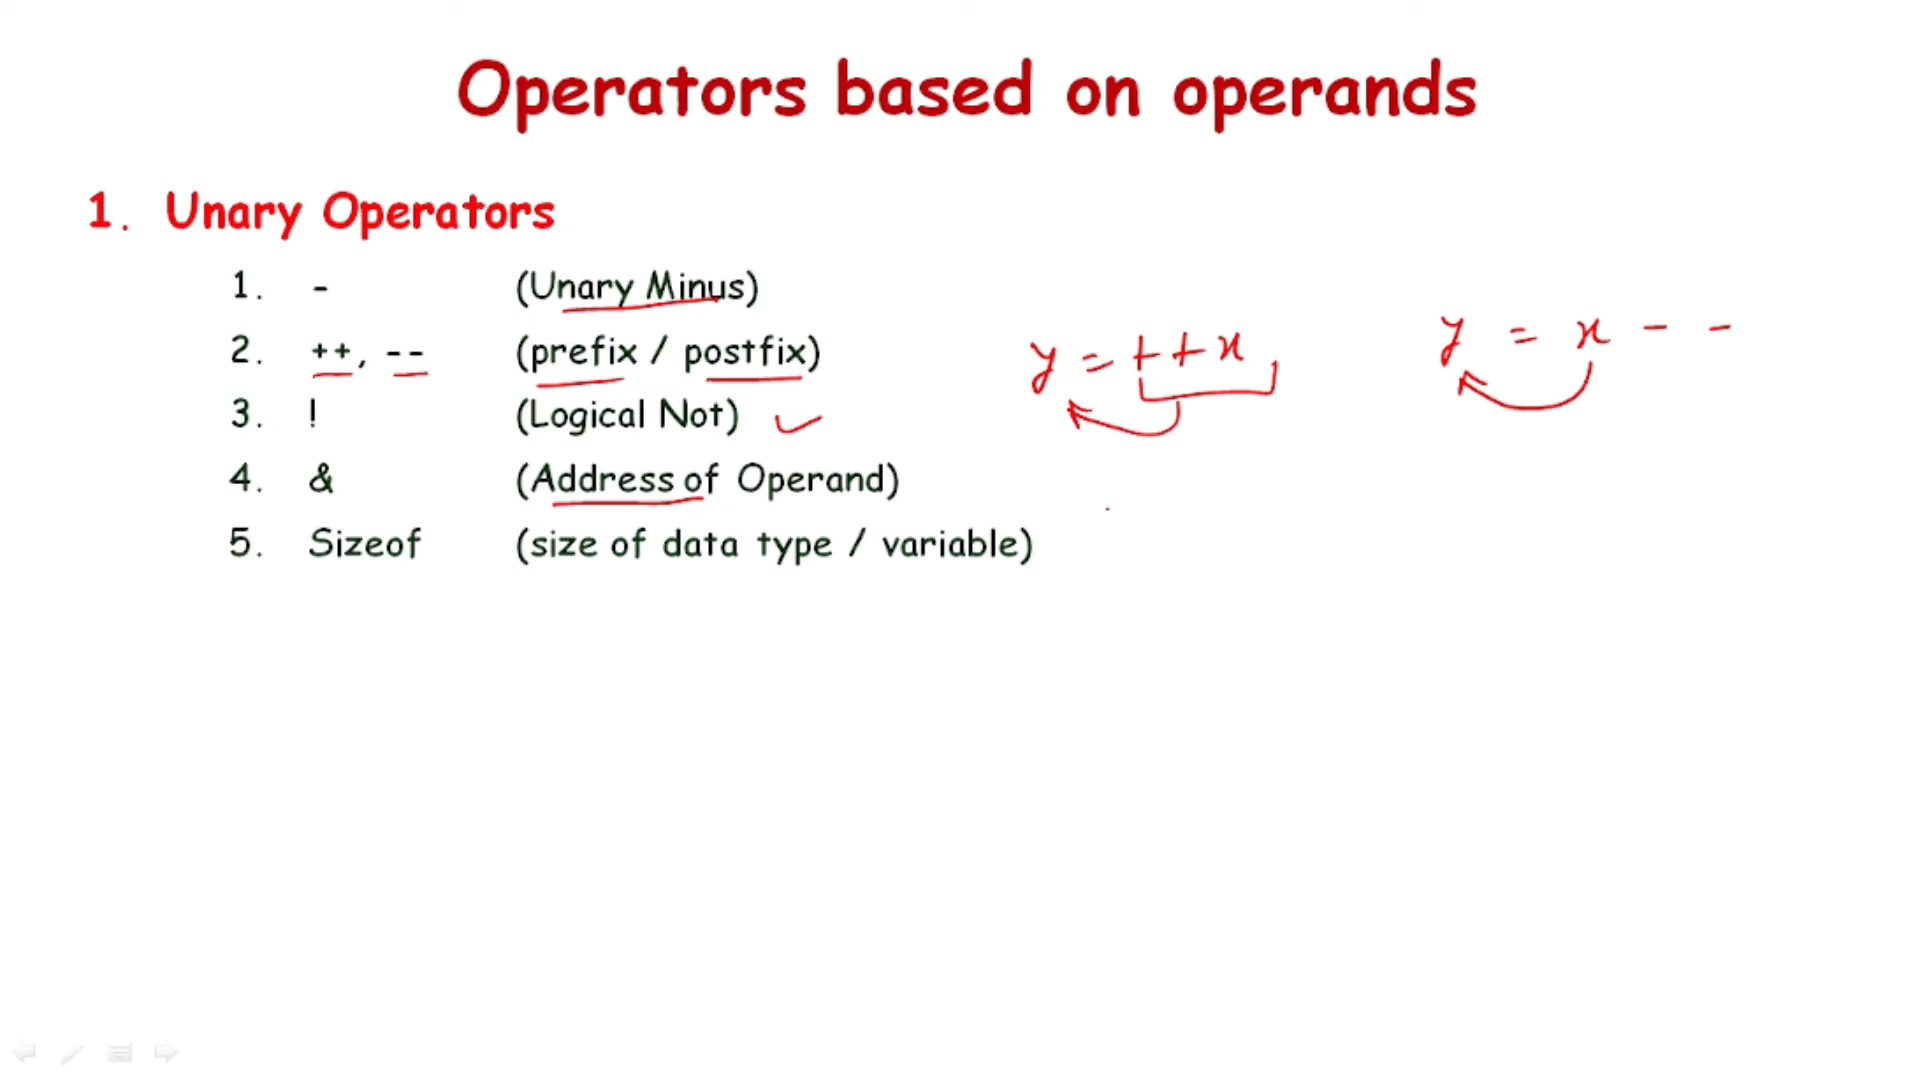 Operators based on operands
1. Unary Operators
1. - (Unary Minus)
2. ++, -- (prefix / postfix)
y = ++x
y = x - -
3. ! (Logical Not)
4. & (Address of Operand)
5. Sizeof (size of data type / variable)